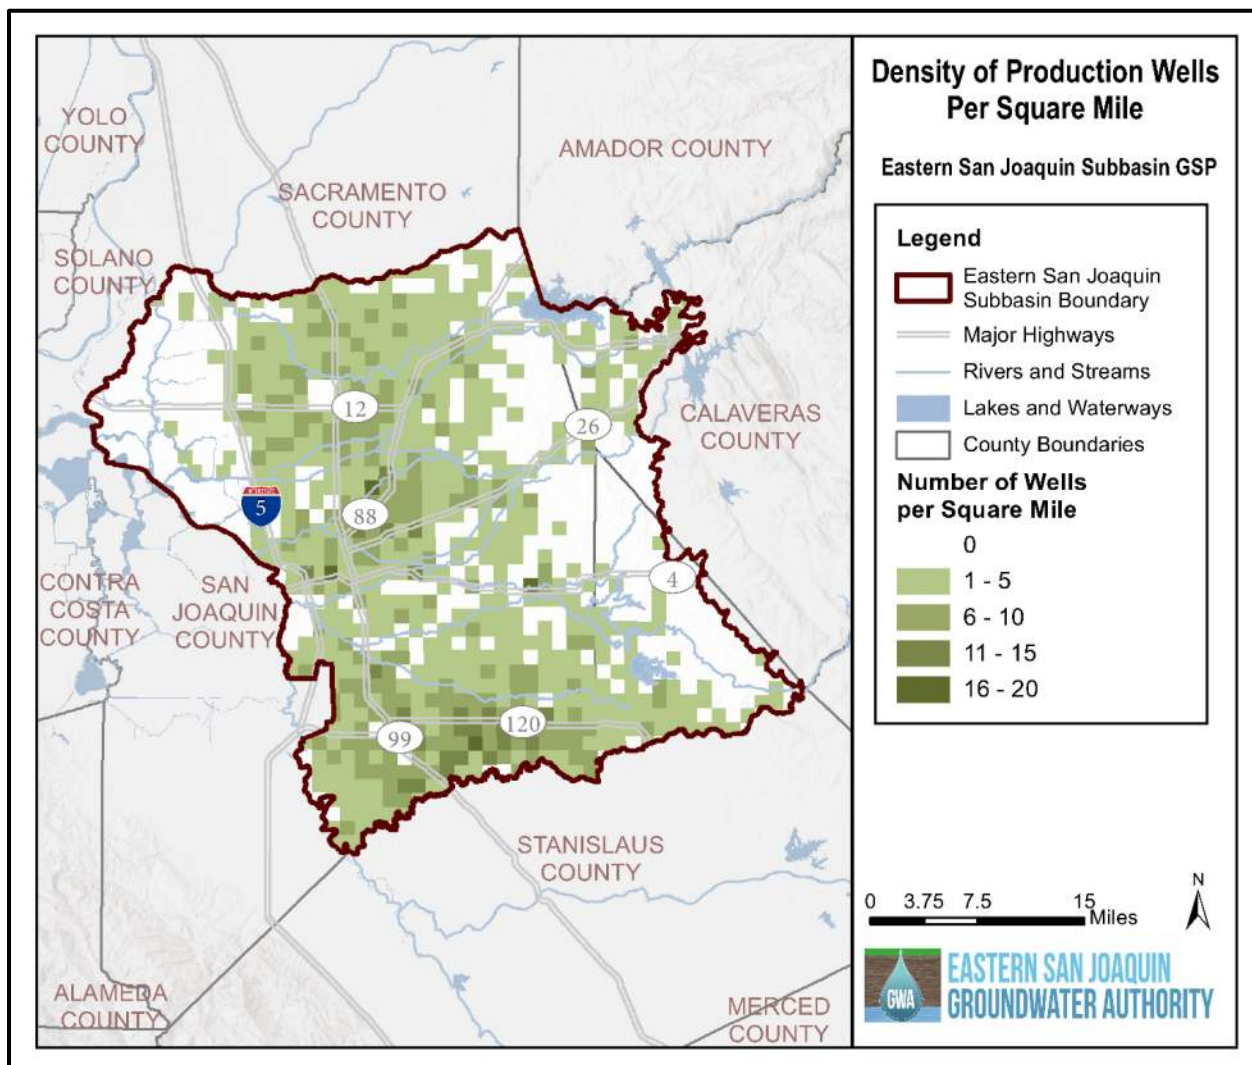 YOLO
COUNTY
AMADOR COUNTY
SACRAMENTO
COUNTY
SOLANO
COUNTY
12
26
CALAVERAS
COUNTY
5
88
4
CONTRA
COSTA
COUNTY
SAN
JOAQUIN
COUNTY
120
99
STANISLAUS
COUNTY
ALAMEDA
COUNTY
MERCED
COUNTY
Density of Production Wells
Per Square Mile
Eastern San Joaquin Subbasin GSP
Legend
Eastern San Joaquin
Subbasin Boundary
Major Highways
Rivers and Streams
Lakes and Waterways
County Boundaries
Number of Wells
per Square Mile
0
1 - 5
6 - 10
11 - 15
16 - 20
N
0 3.75 7.5 15
Miles
GWA
EASTERN SAN JOAQUIN
GROUNDWATER AUTHORITY